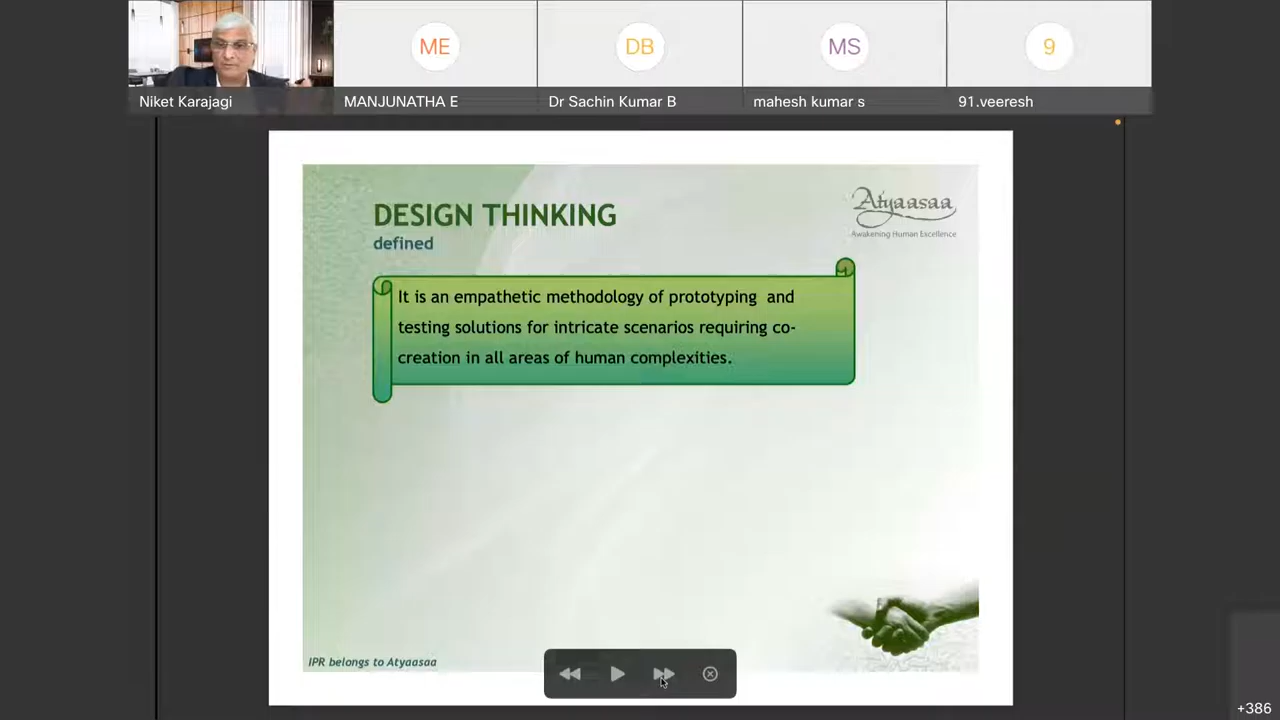 ME
DB
MS
9
Niket Karajagi
MANJUNATHA E
Dr Sachin Kumar B
mahesh kumar s
91.veeresh
Atyaasaa
Awakening Human Excellence
DESIGN THINKING
defined
It is an empathetic methodology of prototyping and
testing solutions for intricate scenarios requiring co-
creation in all areas of human complexities.
IPR belongs to Atyaasaa
+386